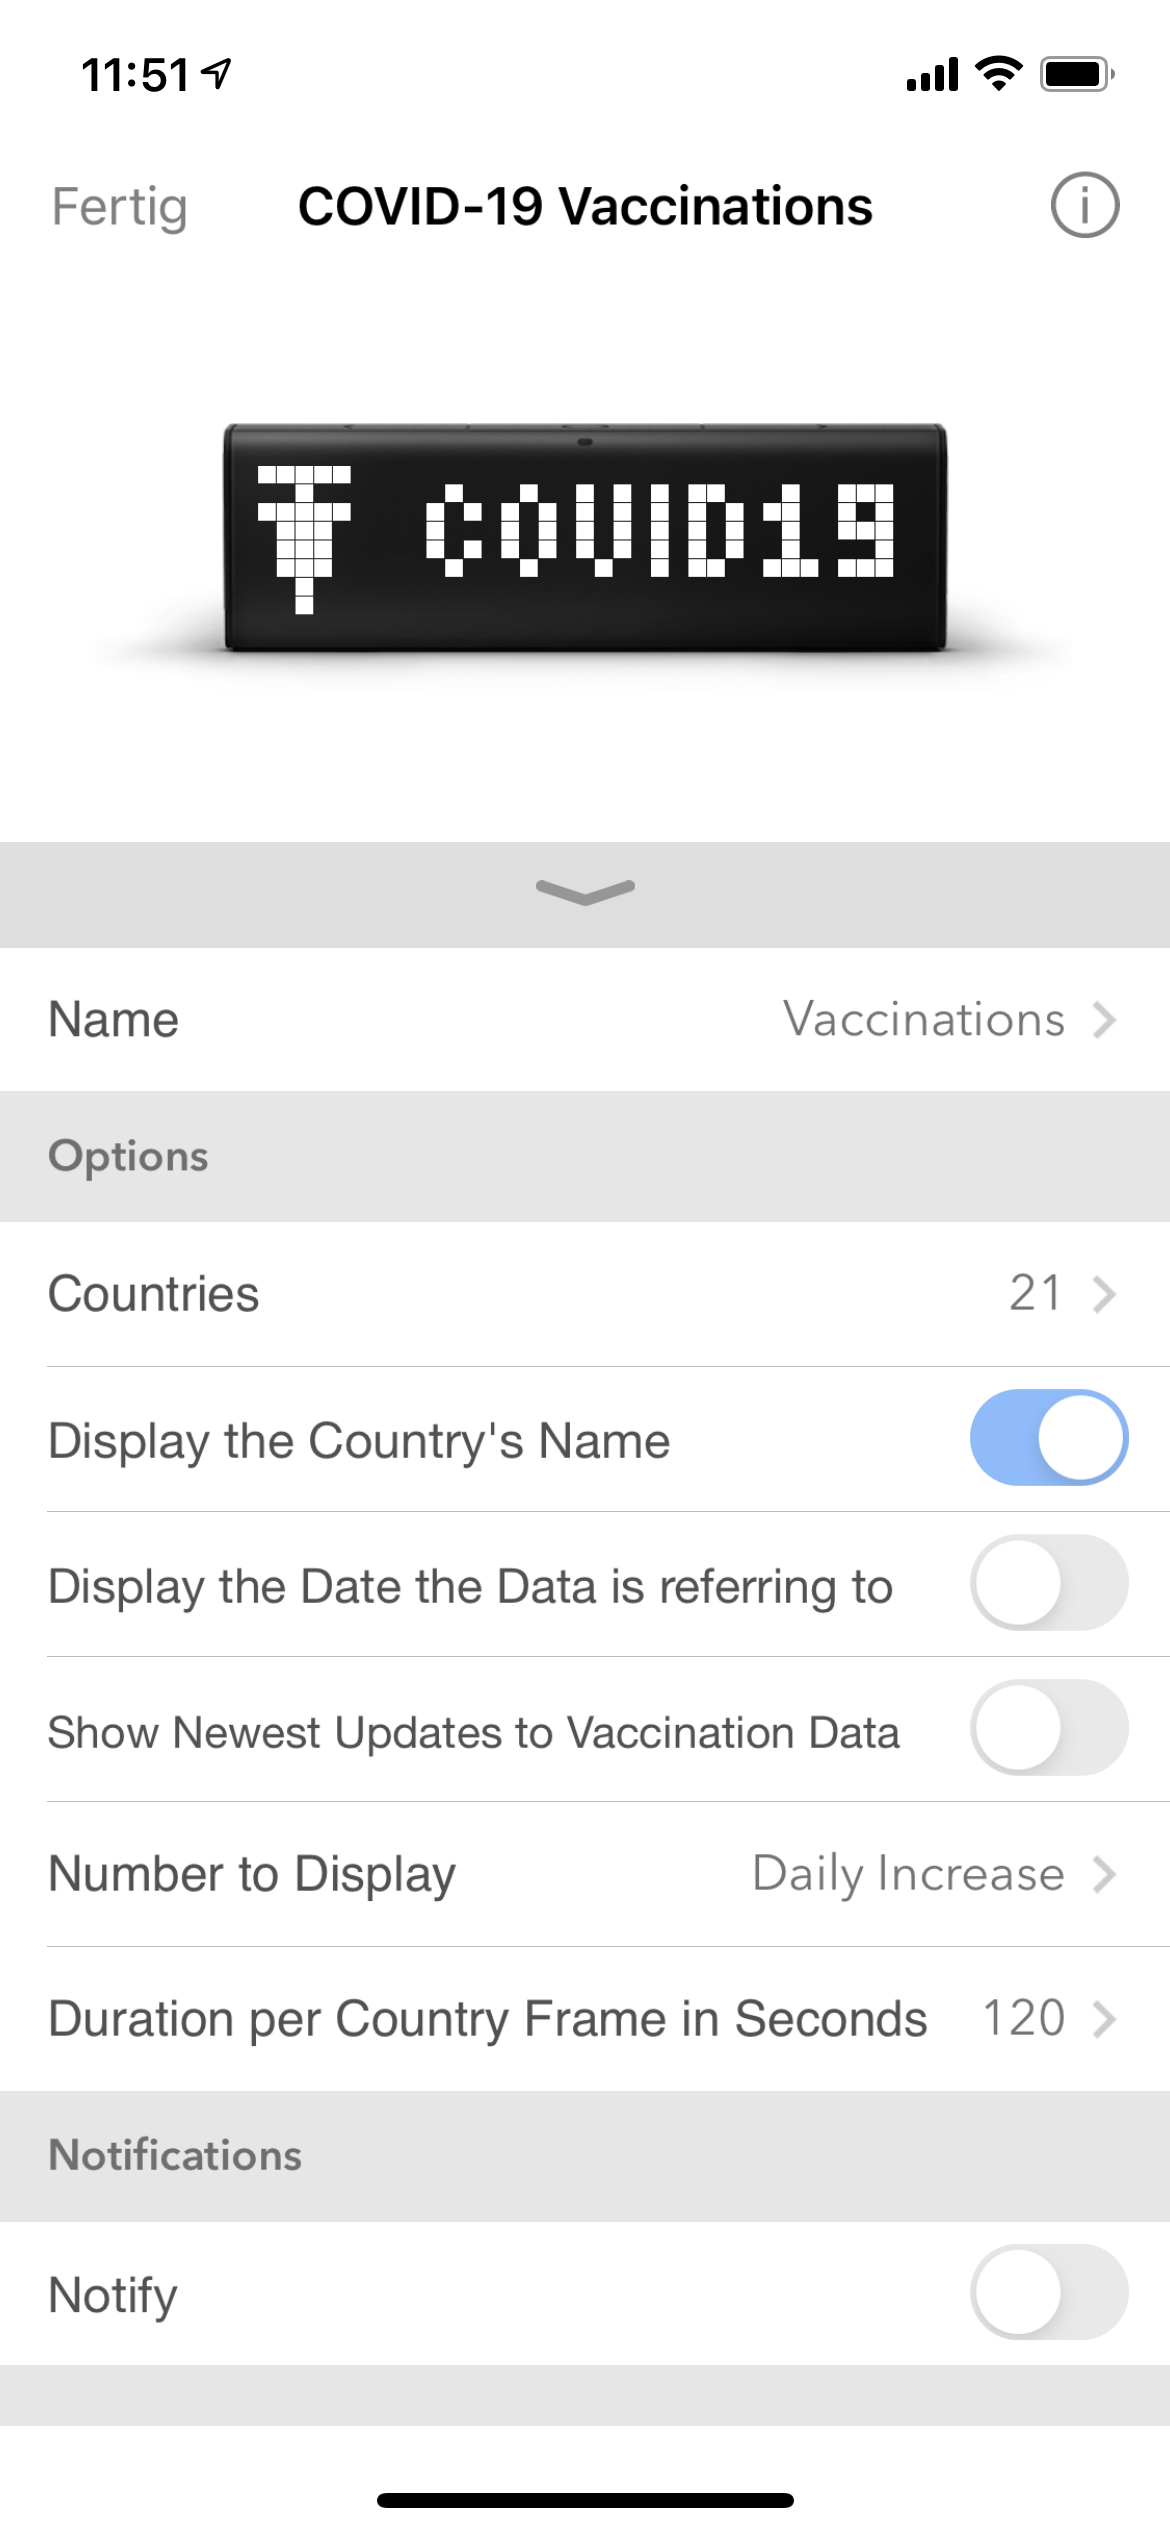 11:51
Fertig COVID-19 Vaccinations i
COVID19
Name Vaccinations
Options
Countries 21
Display the Country's Name
Display the Date the Data is referring to
Show Newest Updates to Vaccination Data
Number to Display Daily Increase
Duration per Country Frame in Seconds 120
Notifications
Notify